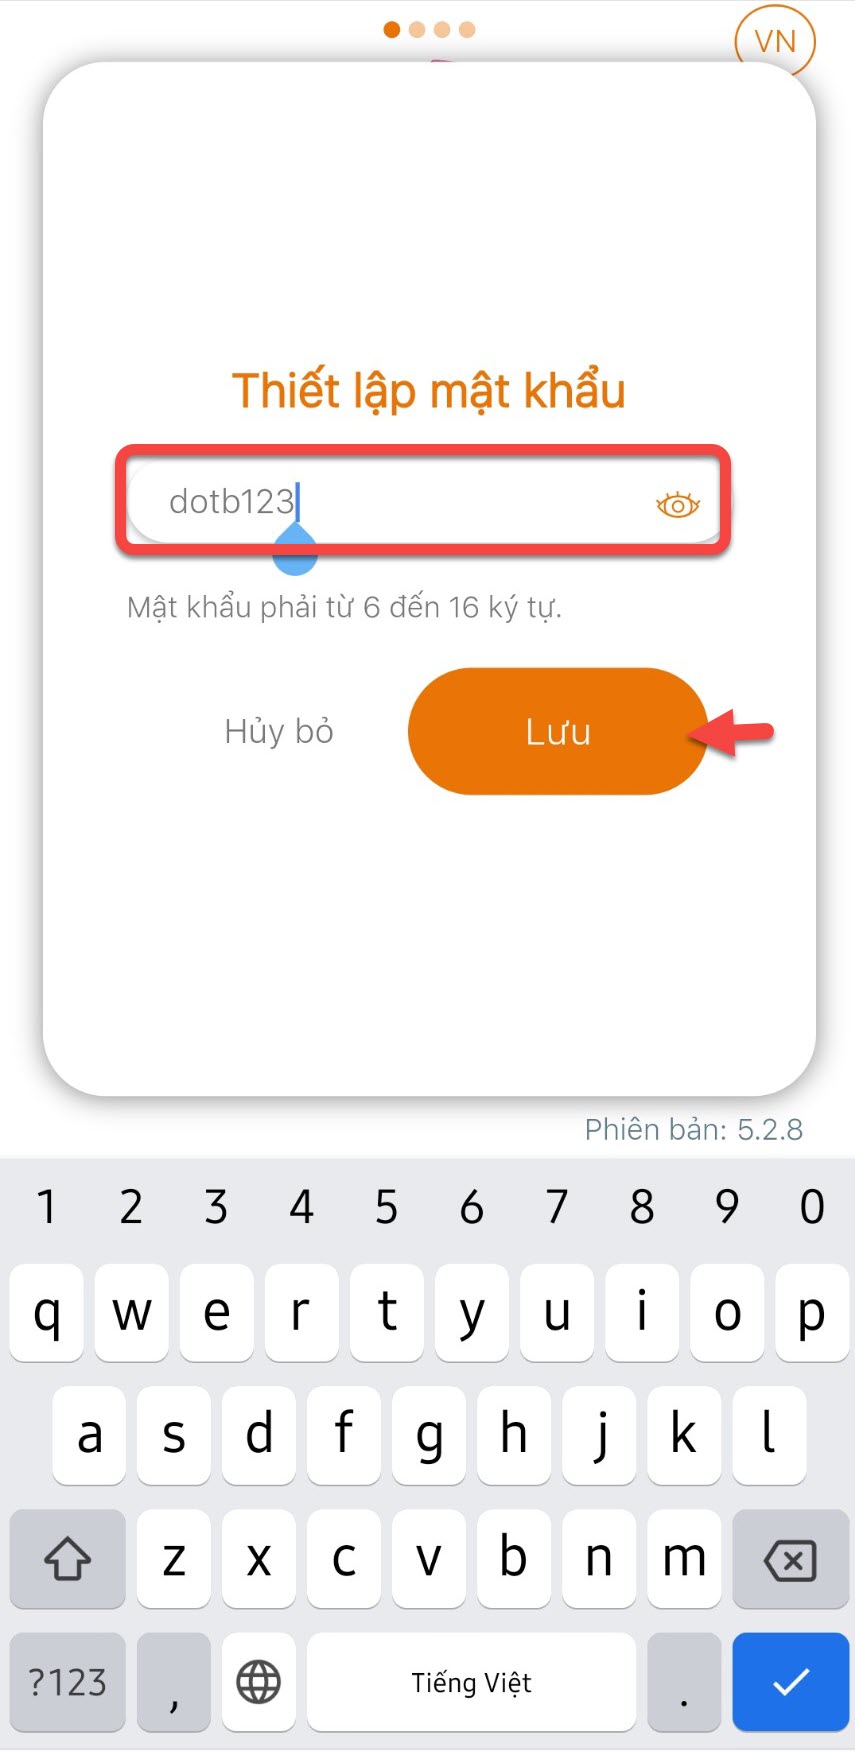 VN
Thiết lập mật khẩu
dotb123
Mật khẩu phải từ 6 đến 16 ký tự.
Hủy bỏ Lưu
Phiên bản: 5.2.8
1 2 3 4 5 6 7 8 9 0
q w e r t y u i o p
a s d f g h j k l
z x c v b n m
?123 , Tiếng Việt .